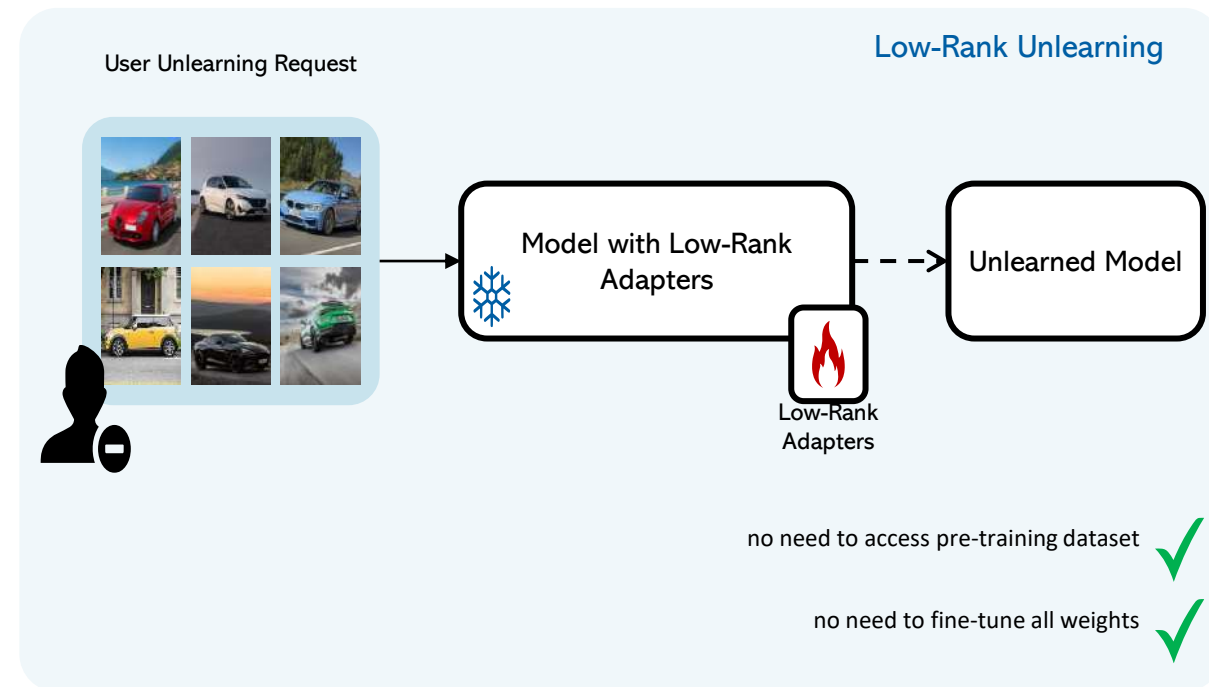 Low-Rank Unlearning
User Unlearning Request
Model with Low-Rank
Adapters
Unlearned Model
Low-Rank
Adapters
no need to access pre-training dataset
no need to fine-tune all weights